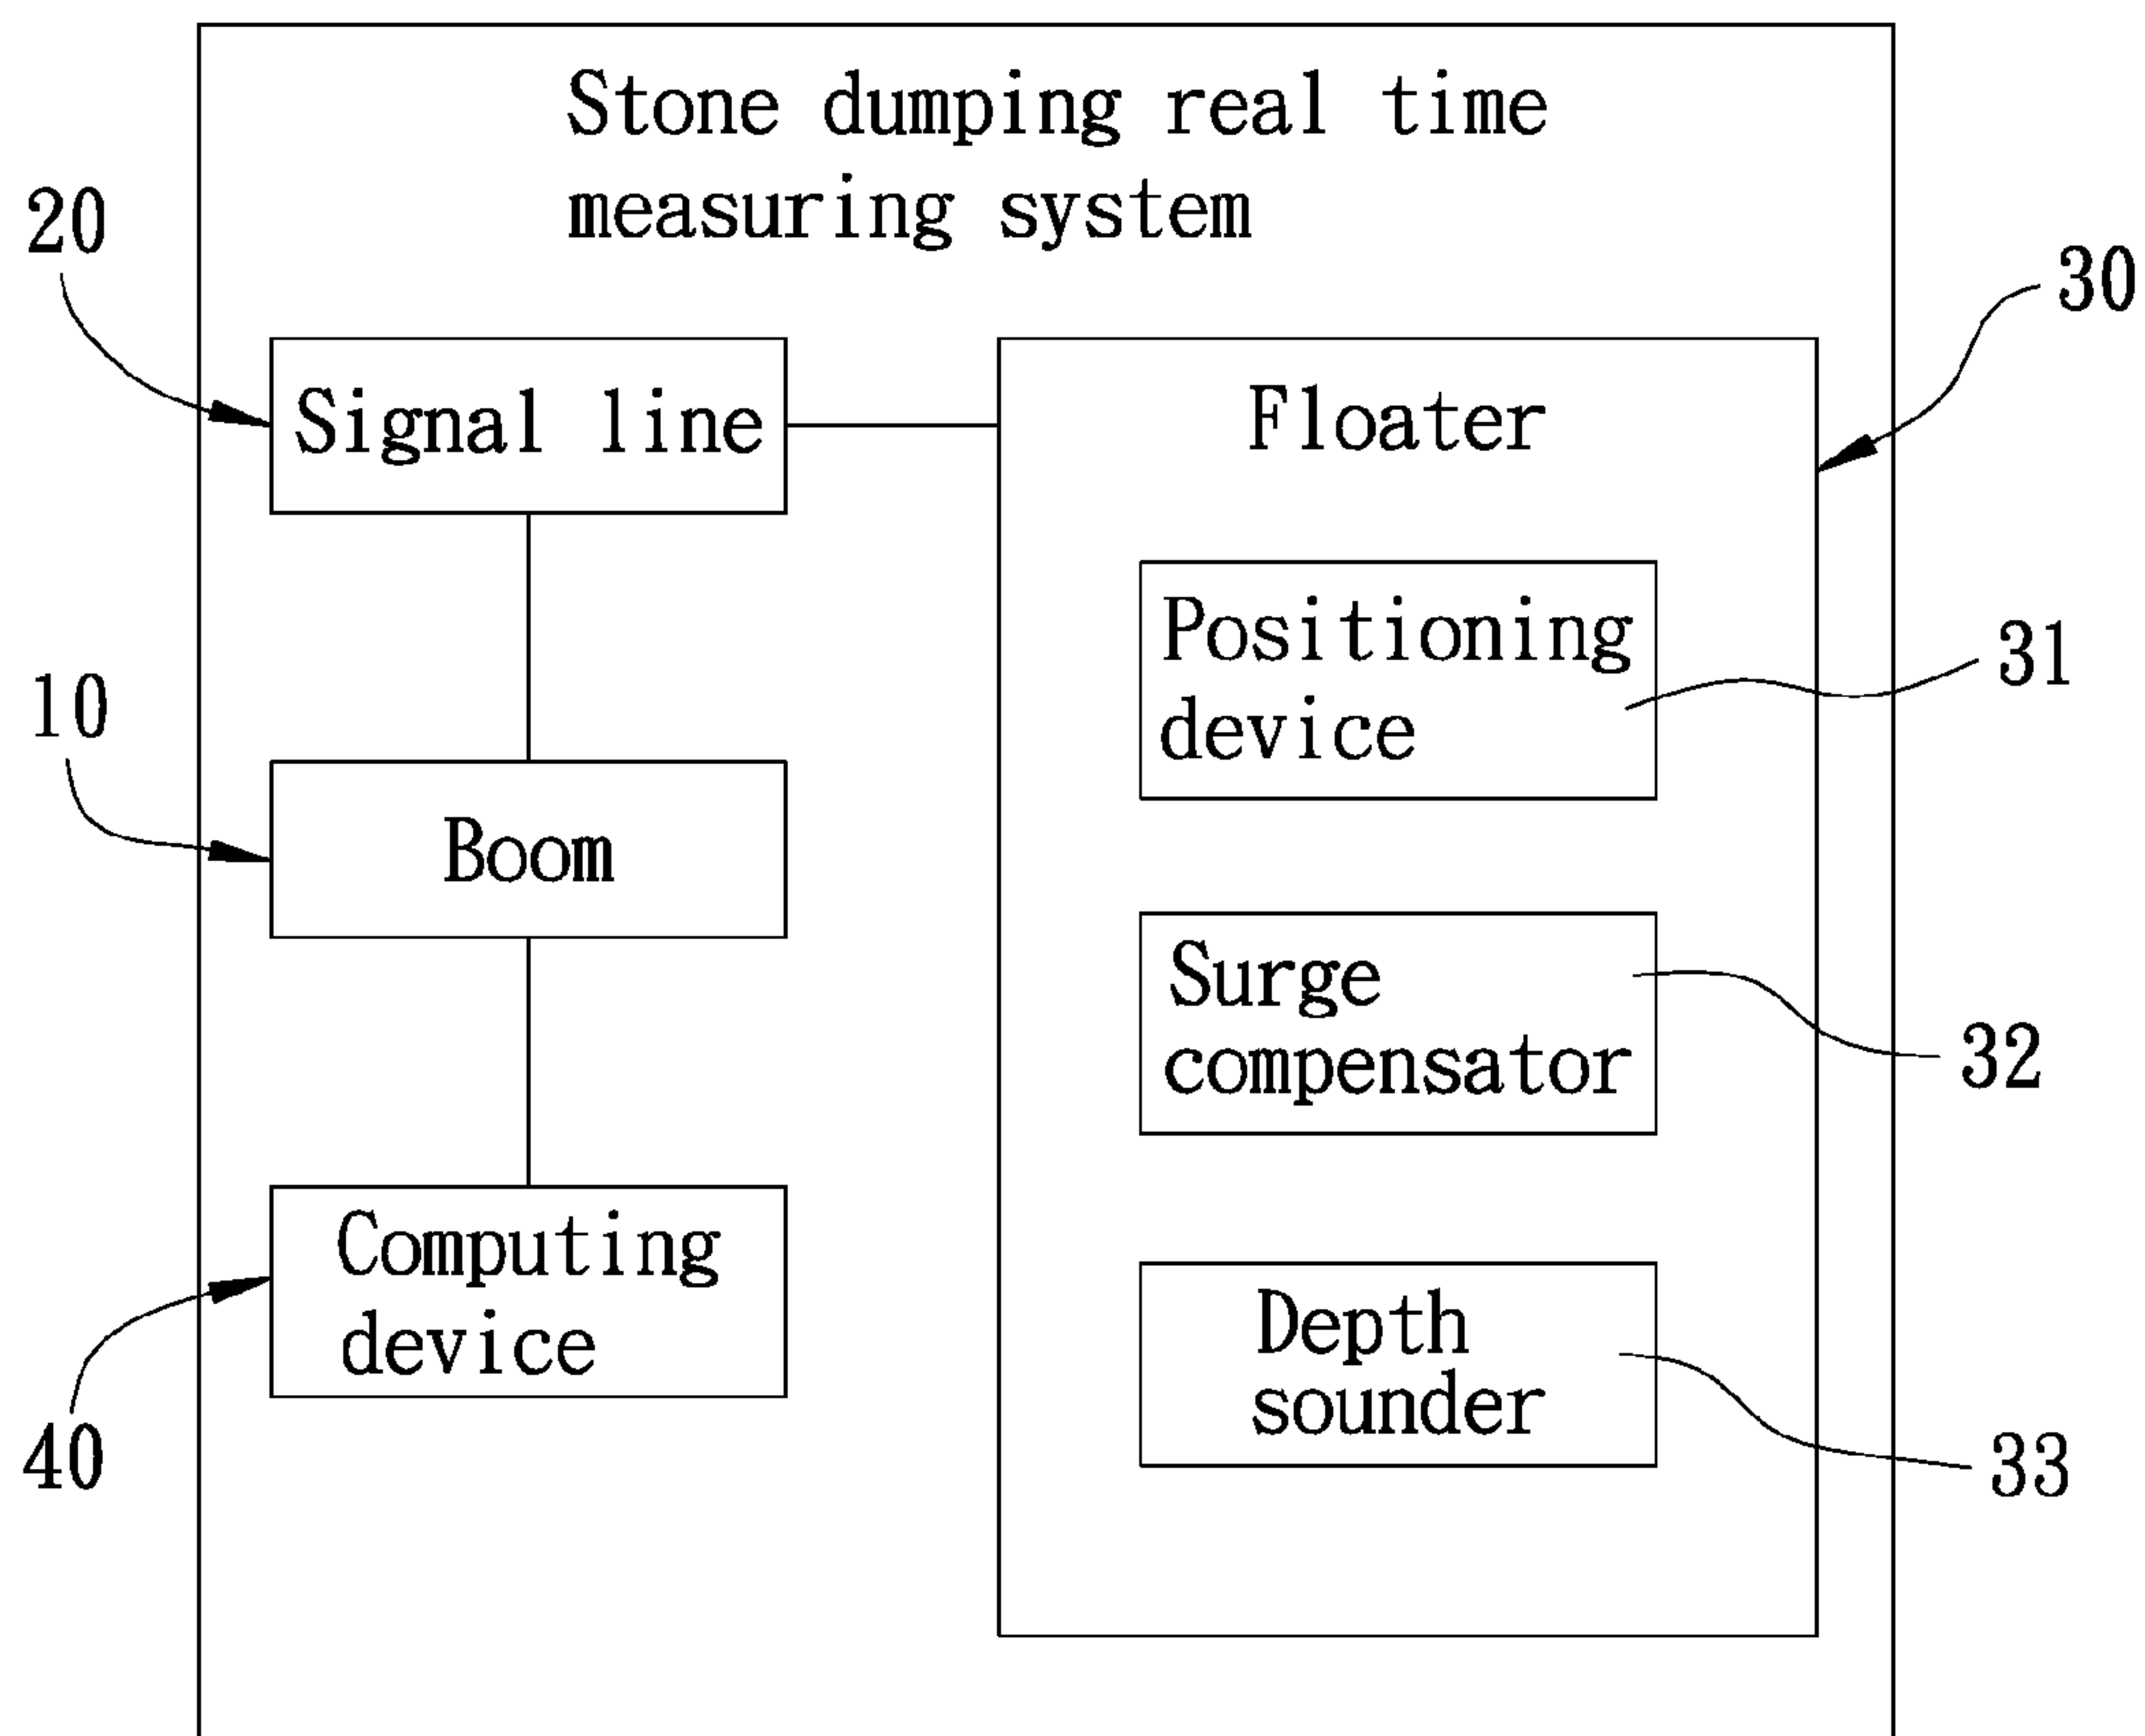 Stone dumping real time
measuring system
20
30
Signal line
Floater
Positioning
device
31
10
Boom
Surge
compensator
32
Computing
device
40
Depth
sounder
33